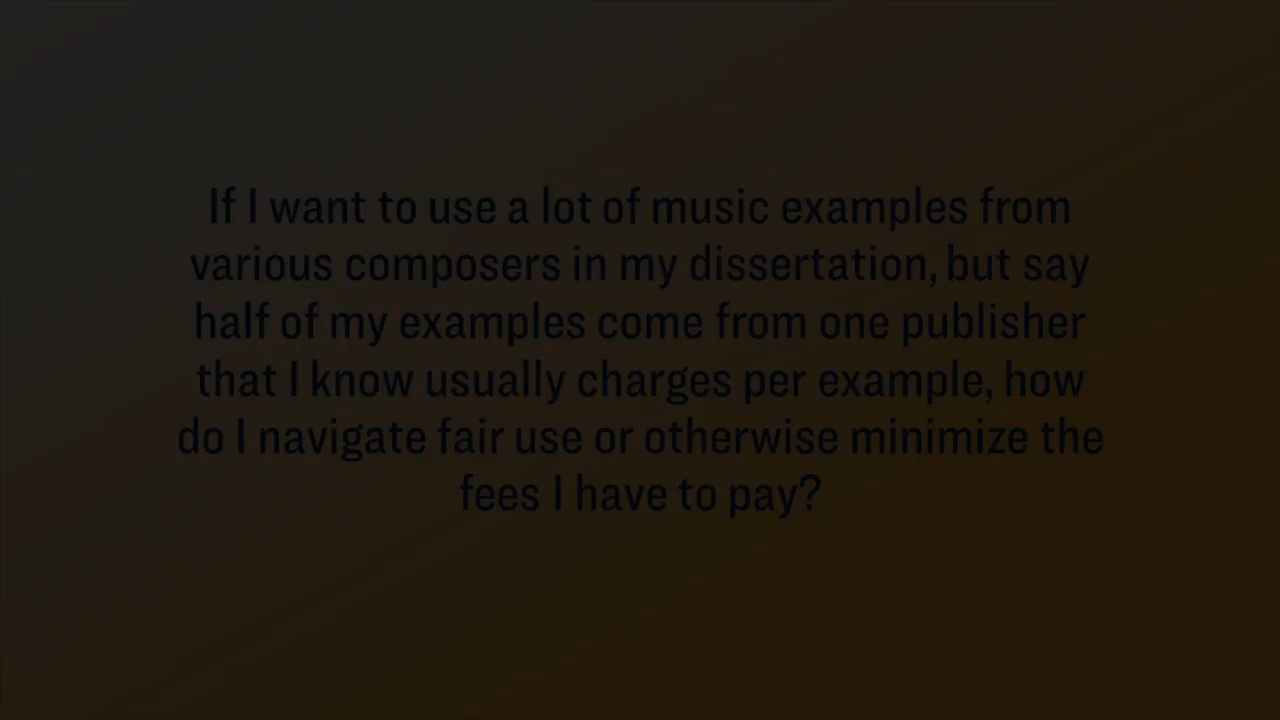 If I want to use a lot of music examples from
various composers in my dissertation, but say
half of my examples come from one publisher
that I know usually charges per example, how
do I navigate fair use or otherwise minimize the
fees I have to pay?